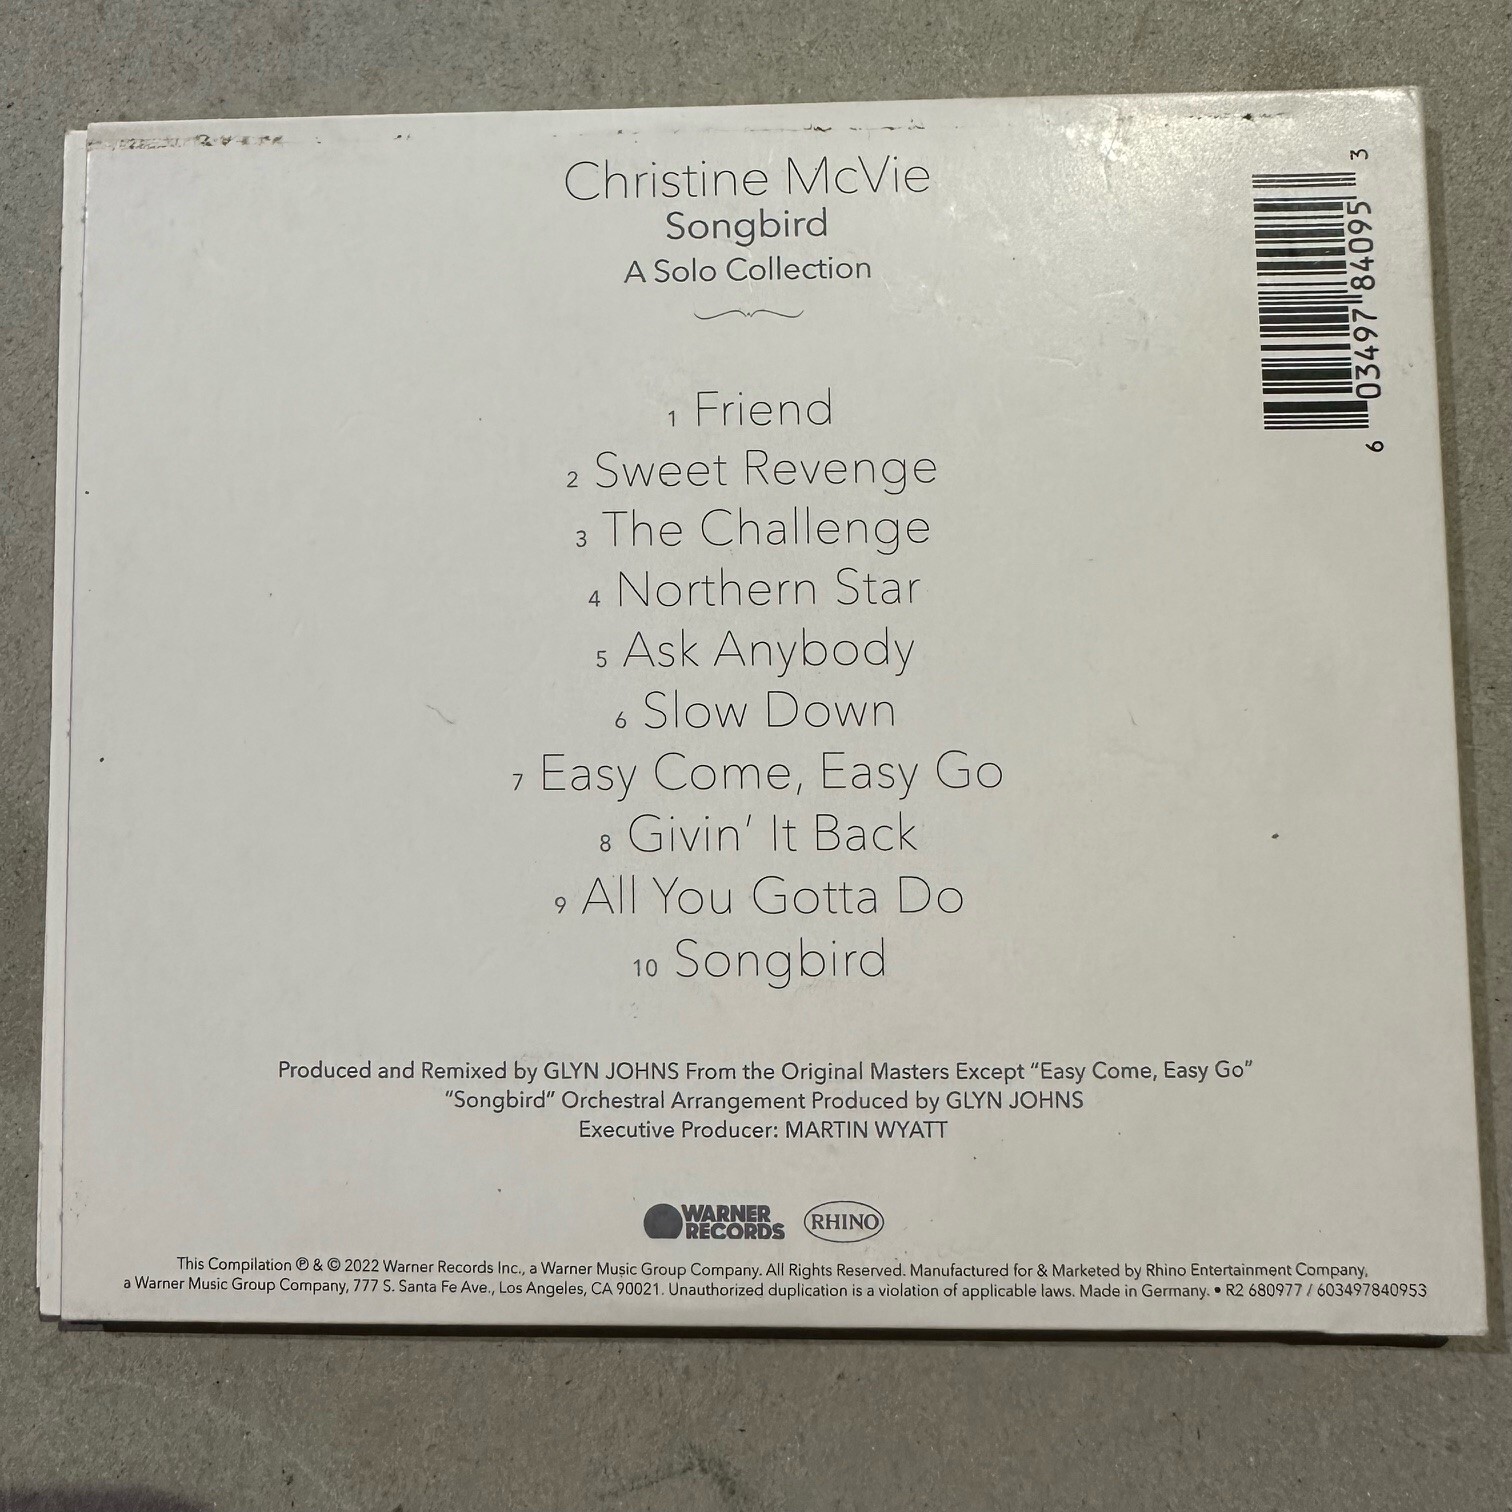 Christine McVie
Songbird
A Solo Collection
6 03497 84095 3
1 Friend
2 Sweet Revenge
3 The Challenge
4 Northern Star
5 Ask Anybody
6 Slow Down
7 Easy Come, Easy Go
8 Givin’ It Back
9 All You Gotta Do
10 Songbird
Produced and Remixed by GLYN JOHNS From the Original Masters Except “Easy Come, Easy Go”
“Songbird” Orchestral Arrangement Produced by GLYN JOHNS
Executive Producer: MARTIN WYATT
WARNER
RECORDS
RHINO
This Compilation ℗ & © 2022 Warner Records Inc., a Warner Music Group Company. All Rights Reserved. Manufactured for & Marketed by Rhino Entertainment Company,
a Warner Music Group Company, 777 S. Santa Fe Ave., Los Angeles, CA 90021. Unauthorized duplication is a violation of applicable laws. Made in Germany. • R2 680977 / 603497840953